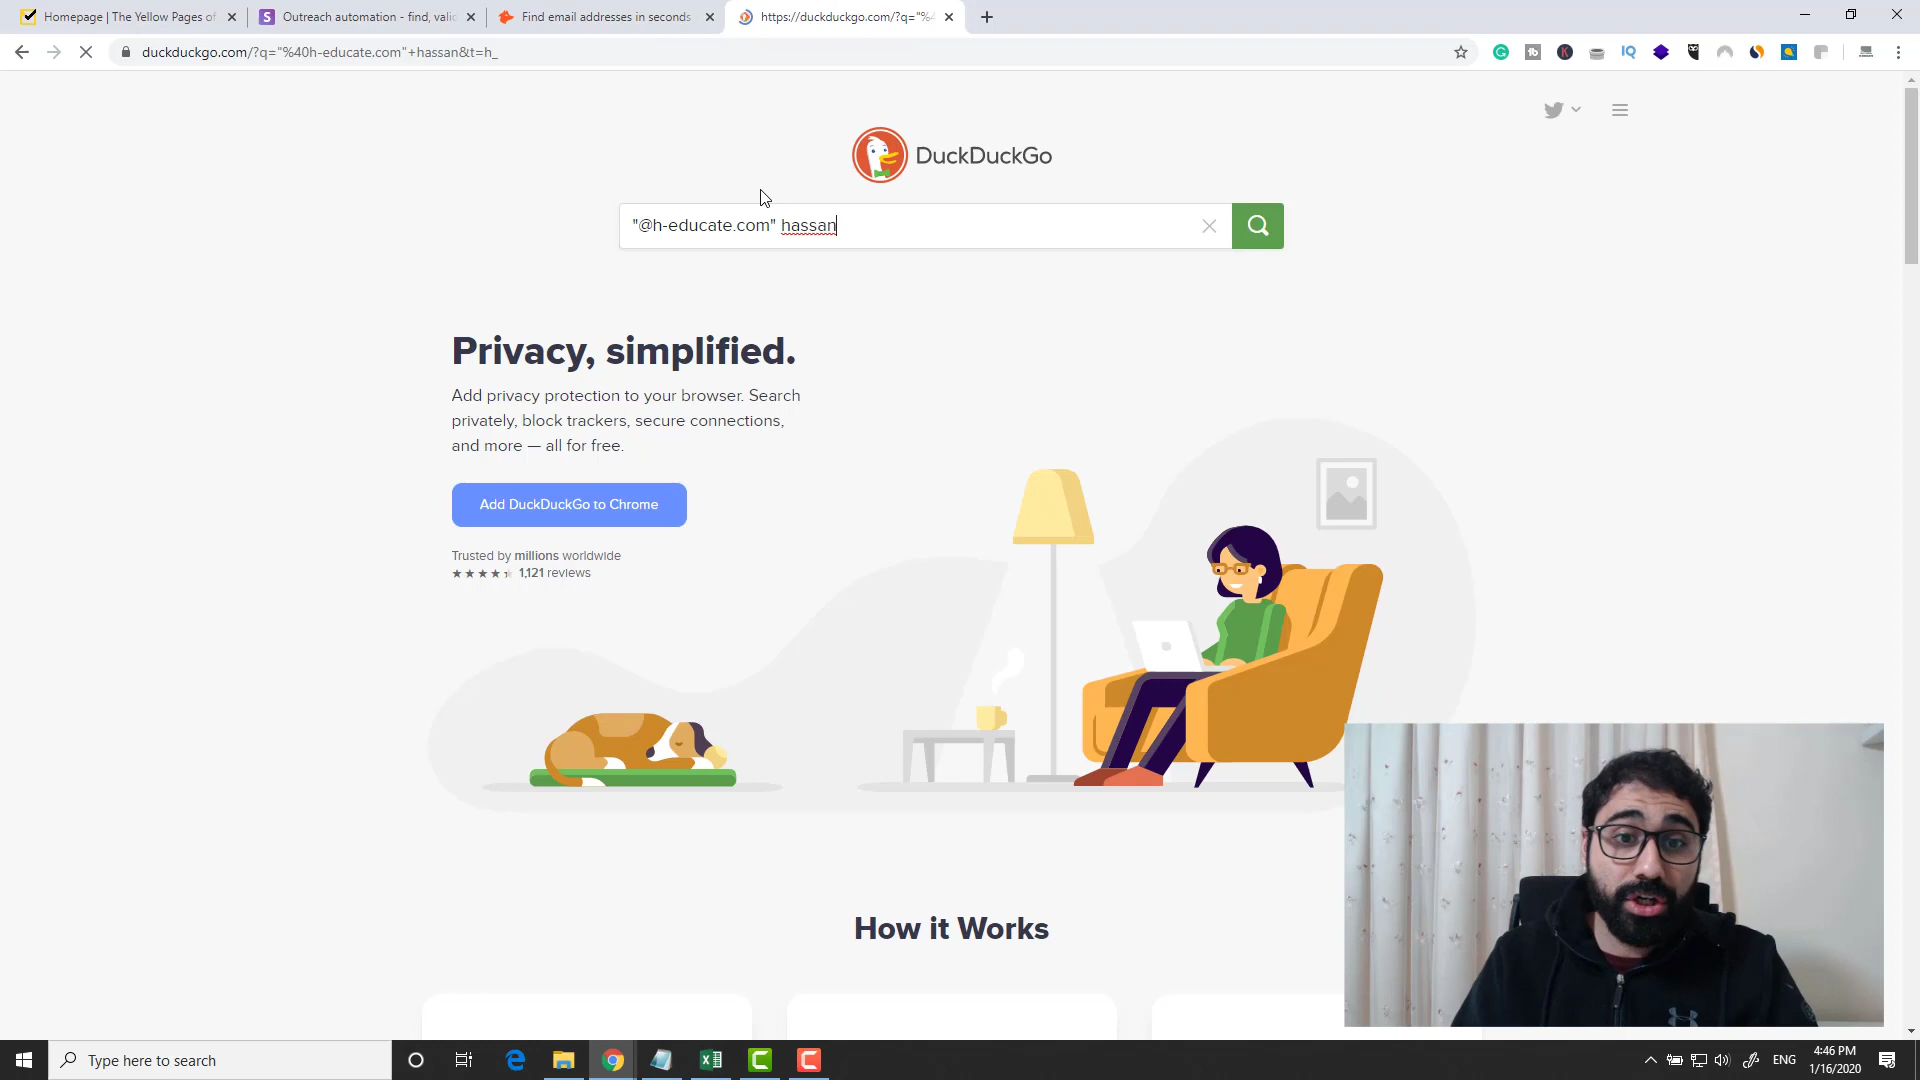 Homepage | The Yellow Pages of
Outreach automation - find, valid
Find email addresses in seconds
https://duckduckgo.com/?q="%4
duckduckgo.com/?q="%40h-educate.com"+hassan&t=h_
DuckDuckGo
"@h-educate.com" hassan
Privacy, simplified.
Add privacy protection to your browser. Search
privately, block trackers, secure connections,
and more — all for free.
Add DuckDuckGo to Chrome
Trusted by millions worldwide
1,121 reviews
How it Works
Type here to search
ENG
4:46 PM
1/16/2020